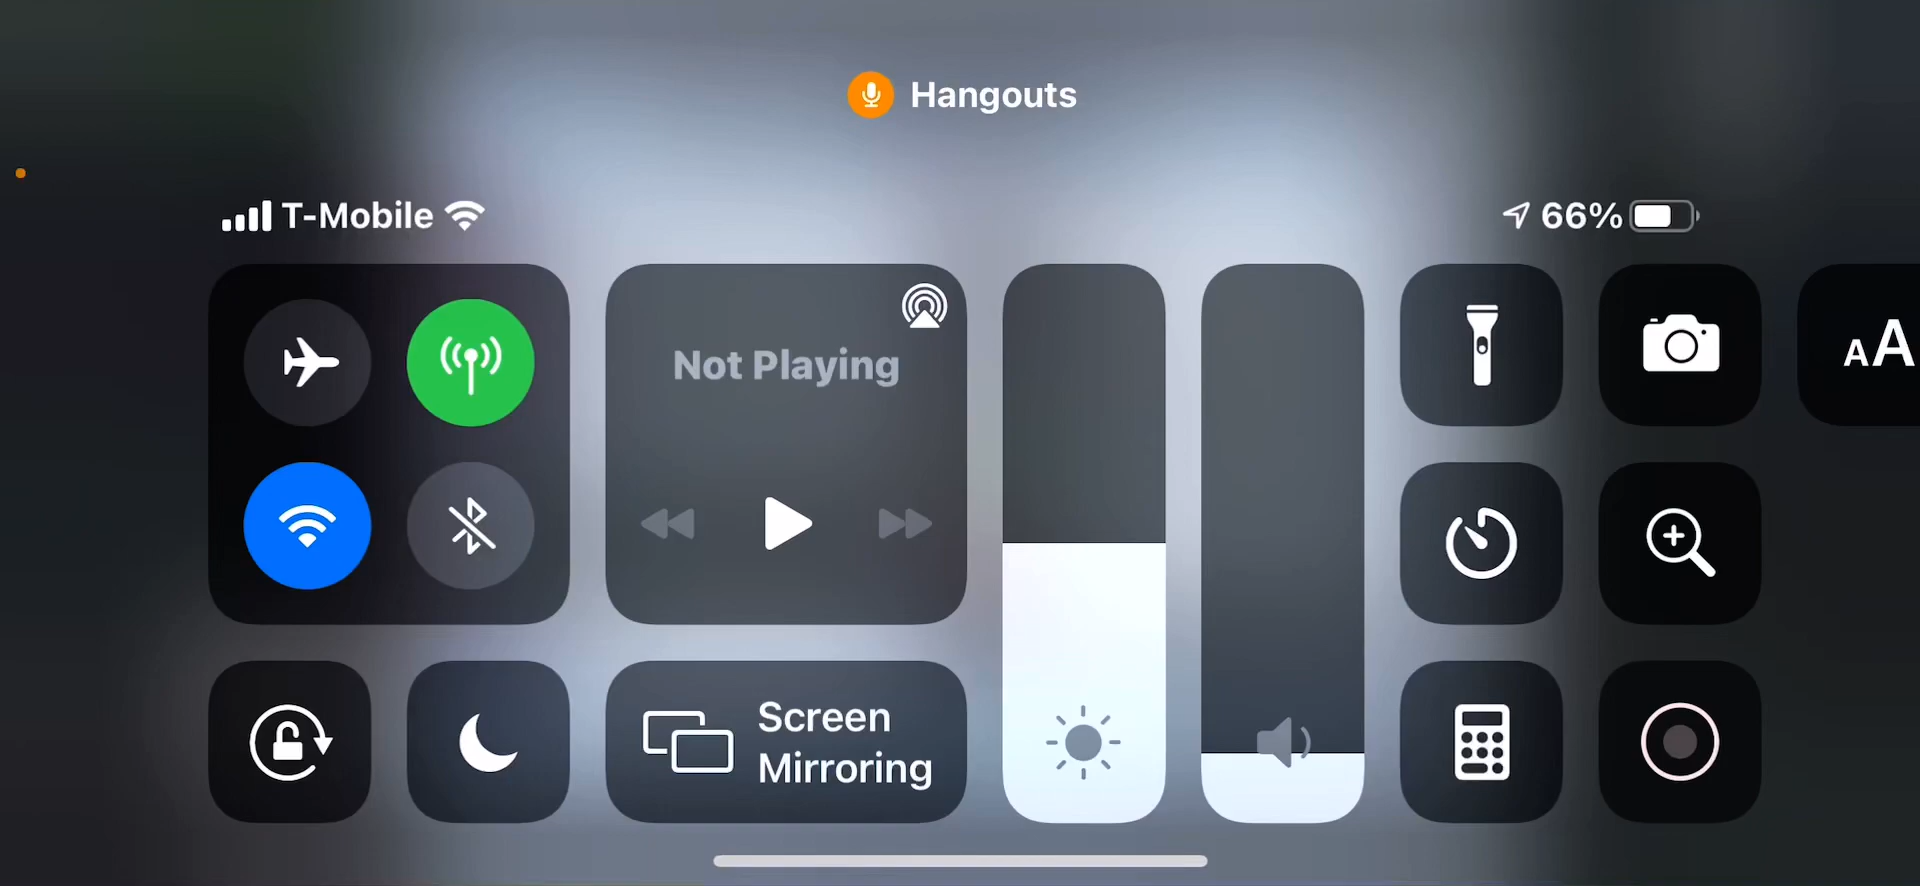 Hangouts
T-Mobile
66%
Not Playing
AA
Screen
Mirroring